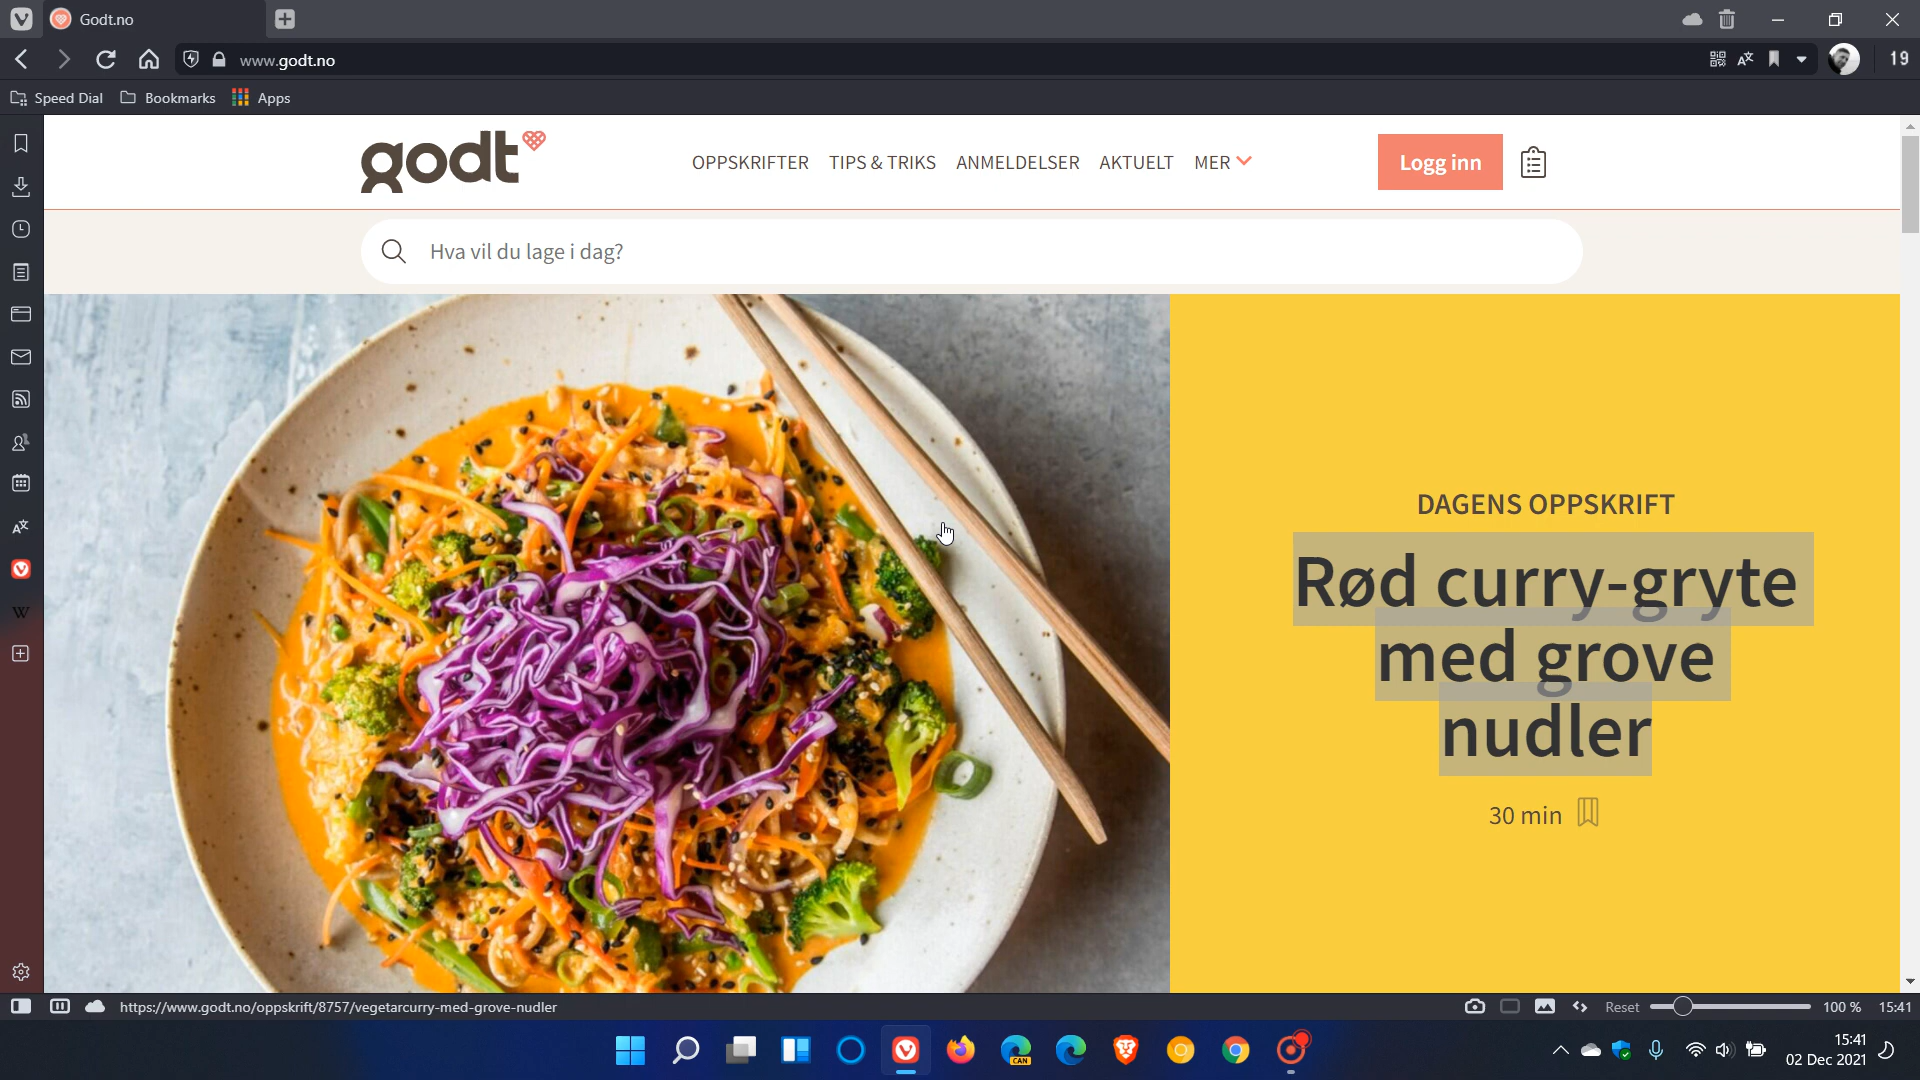 Godt.no
www.godt.no
19
Speed Dial
Bookmarks
Apps
godt
OPPSKRIFTER
TIPS & TRIKS
ANMELDELSER
AKTUELT
MER
Logg inn
Hva vil du lage i dag?
DAGENS OPPSKRIFT
Rød curry-gryte
med grove
nudler
30 min
W
https://www.godt.no/oppskrift/8757/vegetarcurry-med-grove-nudler
Reset
100 %
15:41
CAN
15:41
02 Dec 2021